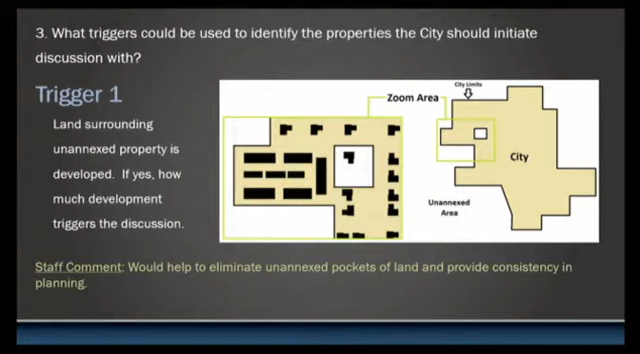 3. What triggers could be used to identify the properties the City should initiate
discussion with?
Trigger 1
Land surrounding
unannexed property is
developed. If yes, how
much development
triggers the discussion.
City Limits
Zoom Area
City
Unannexed
Area
Staff Comment: Would help to eliminate unannexed pockets of land and provide consistency in
planning.